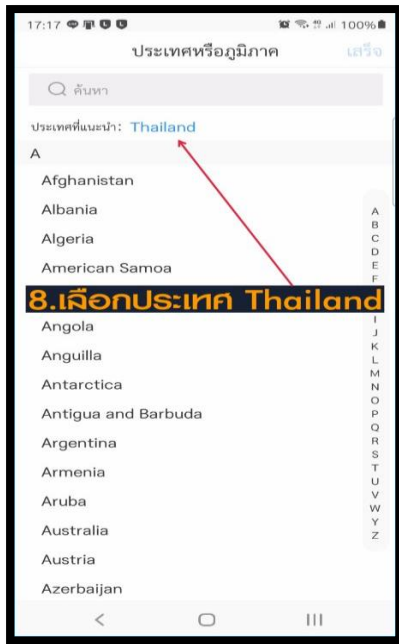 17:17 100%
ประเทศหรือภูมิภาค เสร็จ
ค้นหา
ประเทศที่แนะนำ: Thailand
A
Afghanistan
Albania
Algeria
American Samoa
8.เลือกประเทศ Thailand
Angola
Anguilla
Antarctica
Antigua and Barbuda
Argentina
Armenia
Aruba
Australia
Austria
Azerbaijan
A
B
C
D
E
F
I
J
K
L
M
N
O
P
Q
R
S
T
U
V
W
Y
Z